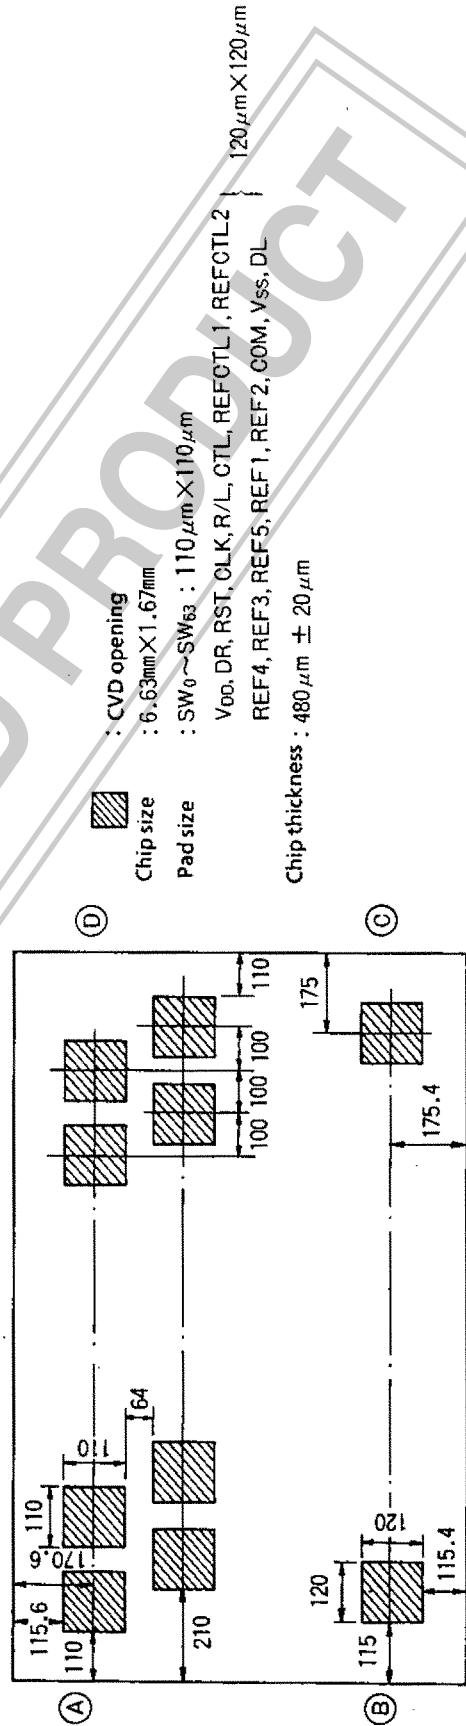 A
D
B
C
115.6
170.6
110
110
110
64
210
100
100
100
110
120
120
115
115.4
175
175.4
: CVD opening
Chip size : 6.63mm×1.67mm
Pad size : SW0～SW63 : 110μm×110μm
VDD, DR, RST, CLK, R/L, CTL, REFCTL1, REFCTL2
REF4, REF3, REF5, REF1, REF2, COM, VSS, DL
} 120μm×120μm
Chip thickness : 480μm ± 20μm
D PRODUCT